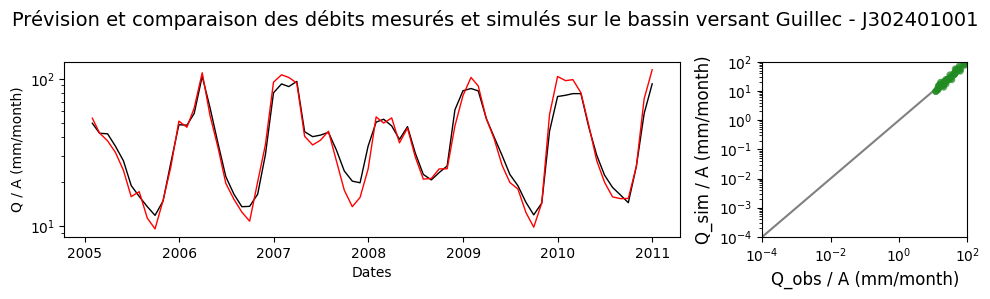 Prévision et comparaison des débits mesurés et simulés sur le bassin versant Guillec - J302401001
Q / A (mm/month)
10²
10¹
2005 2006 2007 2008 2009 2010 2011
Dates
Q_sim / A (mm/month)
10²
10¹
10⁰
10⁻¹
10⁻²
10⁻³
10⁻⁴
10⁻⁴ 10⁻² 10⁰ 10²
Q_obs / A (mm/month)